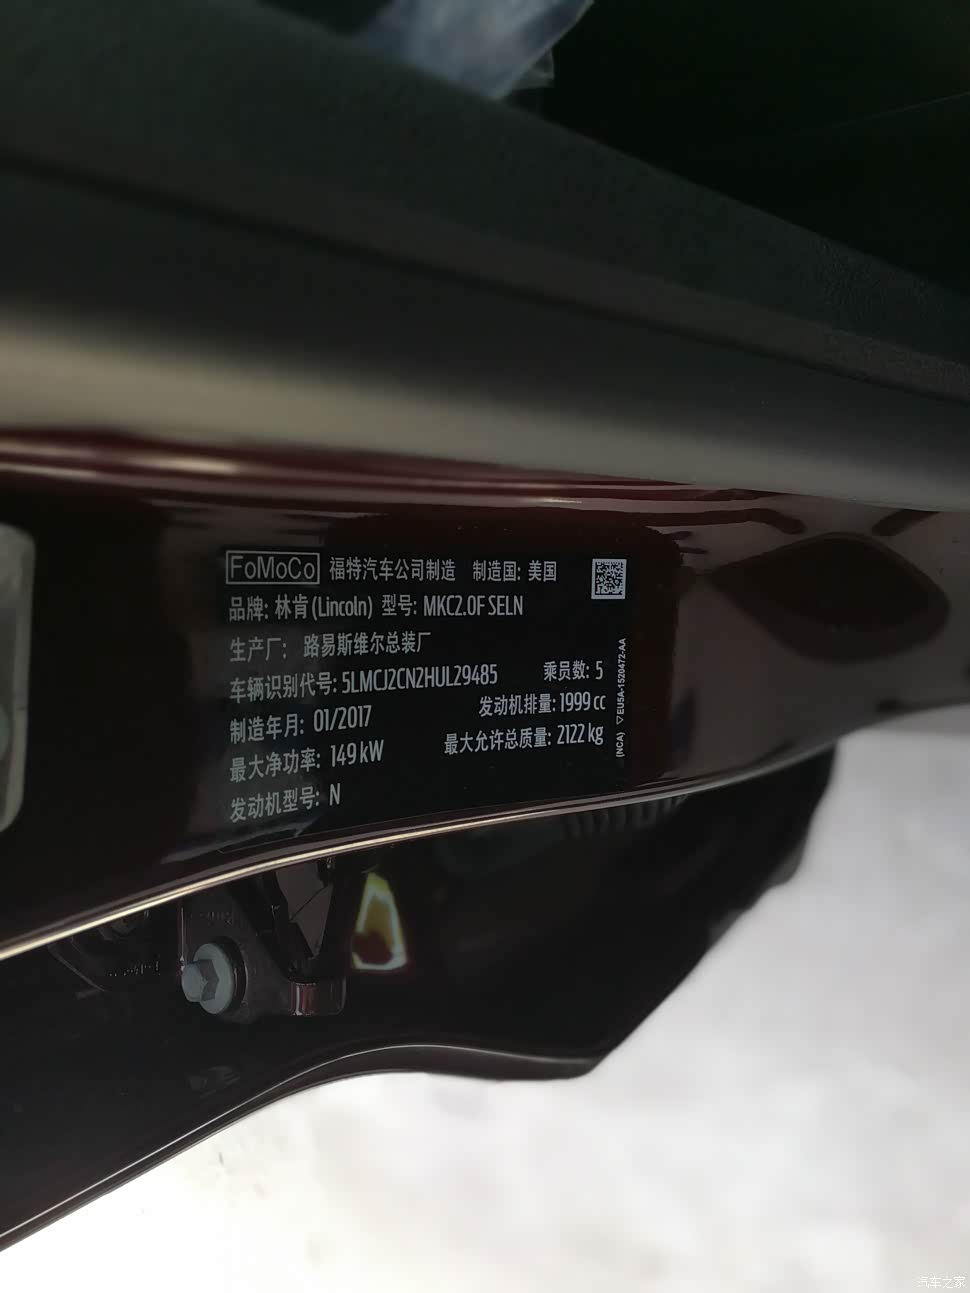 FoMoCo 福特汽车公司制造 制造国: 美国
品牌: 林肯(Lincoln) 型号: MKC2.0F SELN
生产厂: 路易斯维尔总装厂
车辆识别代号: 5LMCJ2CN2HUL29485 乘员数: 5
制造年月: 01/2017 发动机排量: 1999 cc
最大净功率: 149 kW 最大允许总质量: 2122 kg
发动机型号: N
(NCA) ▽EU5A-1520472-AA
汽车之家